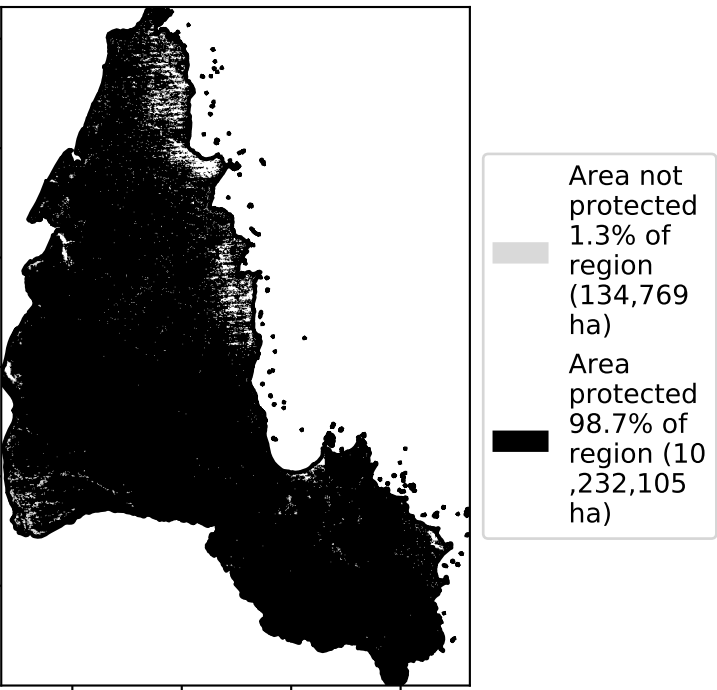 Area not
protected
1.3% of
region
(134,769
ha)
Area
protected
98.7% of
region (10
,232,105
ha)